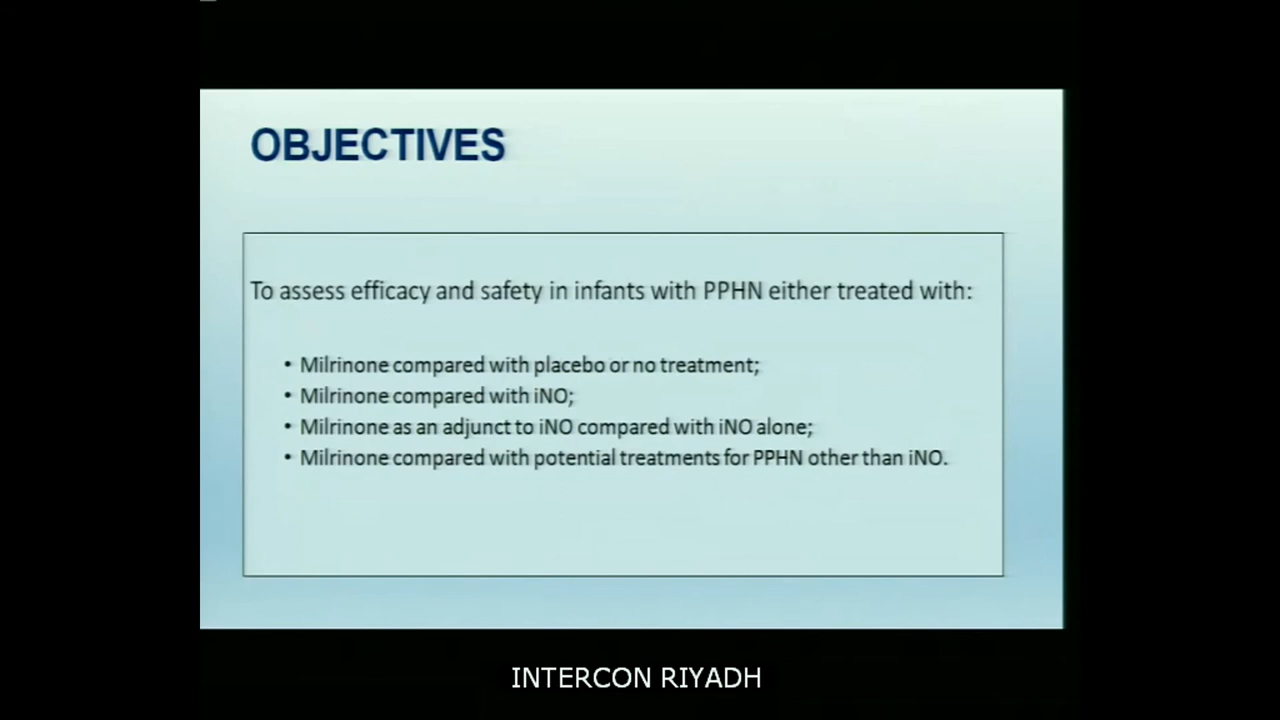 OBJECTIVES
To assess efficacy and safety in infants with PPHN either treated with:
• Milrinone compared with placebo or no treatment;
• Milrinone compared with iNO;
• Milrinone as an adjunct to iNO compared with iNO alone;
• Milrinone compared with potential treatments for PPHN other than iNO.
INTERCON RIYADH